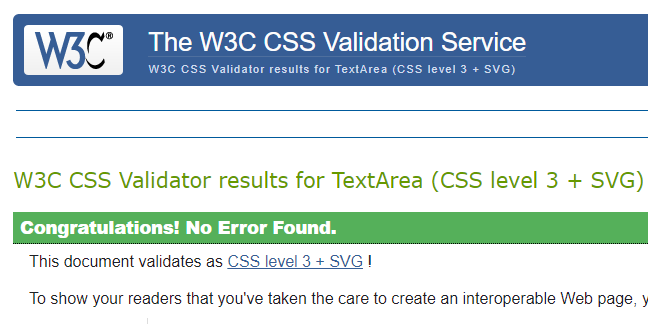 W3C®
The W3C CSS Validation Service
W3C CSS Validator results for TextArea (CSS level 3 + SVG)
W3C CSS Validator results for TextArea (CSS level 3 + SVG)
Congratulations! No Error Found.
This document validates as CSS level 3 + SVG !
To show your readers that you've taken the care to create an interoperable Web page,